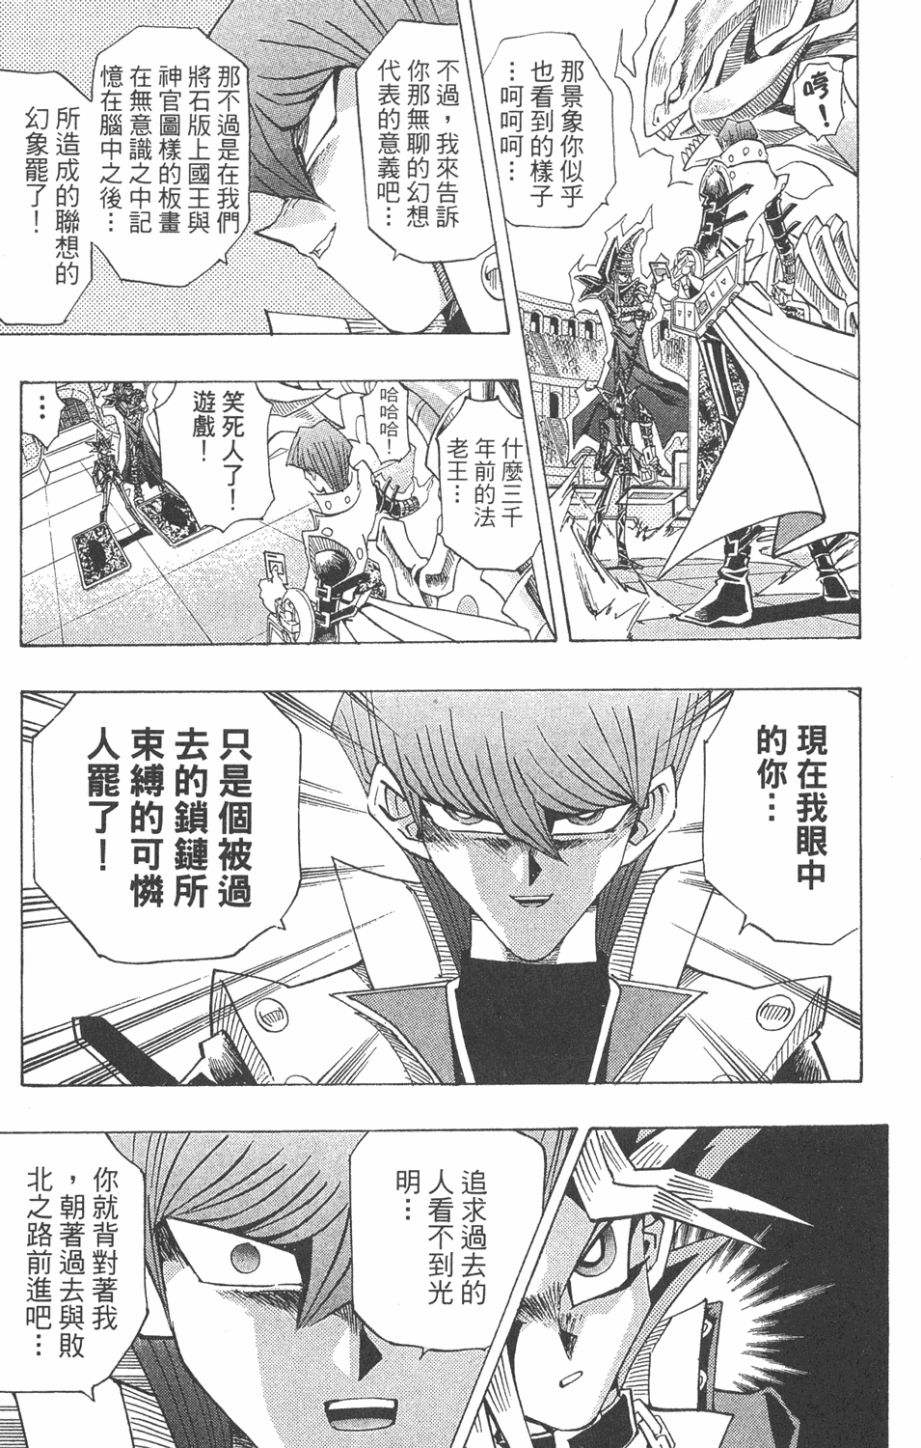 哼！
那景象你似乎
也看到的樣子
…呵呵呵…
不過，我來告訴
你那無聊的幻想
代表的意義吧…
那不過是在我們
將石版上國王與
神官圖樣的板畫
在無意識之中記
憶在腦中之後…
所造成的聯想的
幻象罷了！
什麼三千
年前的法
老王…
哈哈哈！
笑死人了！
遊戲！
…
現在我眼中
的你…
只是個被過
去的鎖鏈所
束縛的可憐
人罷了！
追求過去的
人看不到光
明…
你就背對著我
，朝著過去與敗
北之路前進吧…